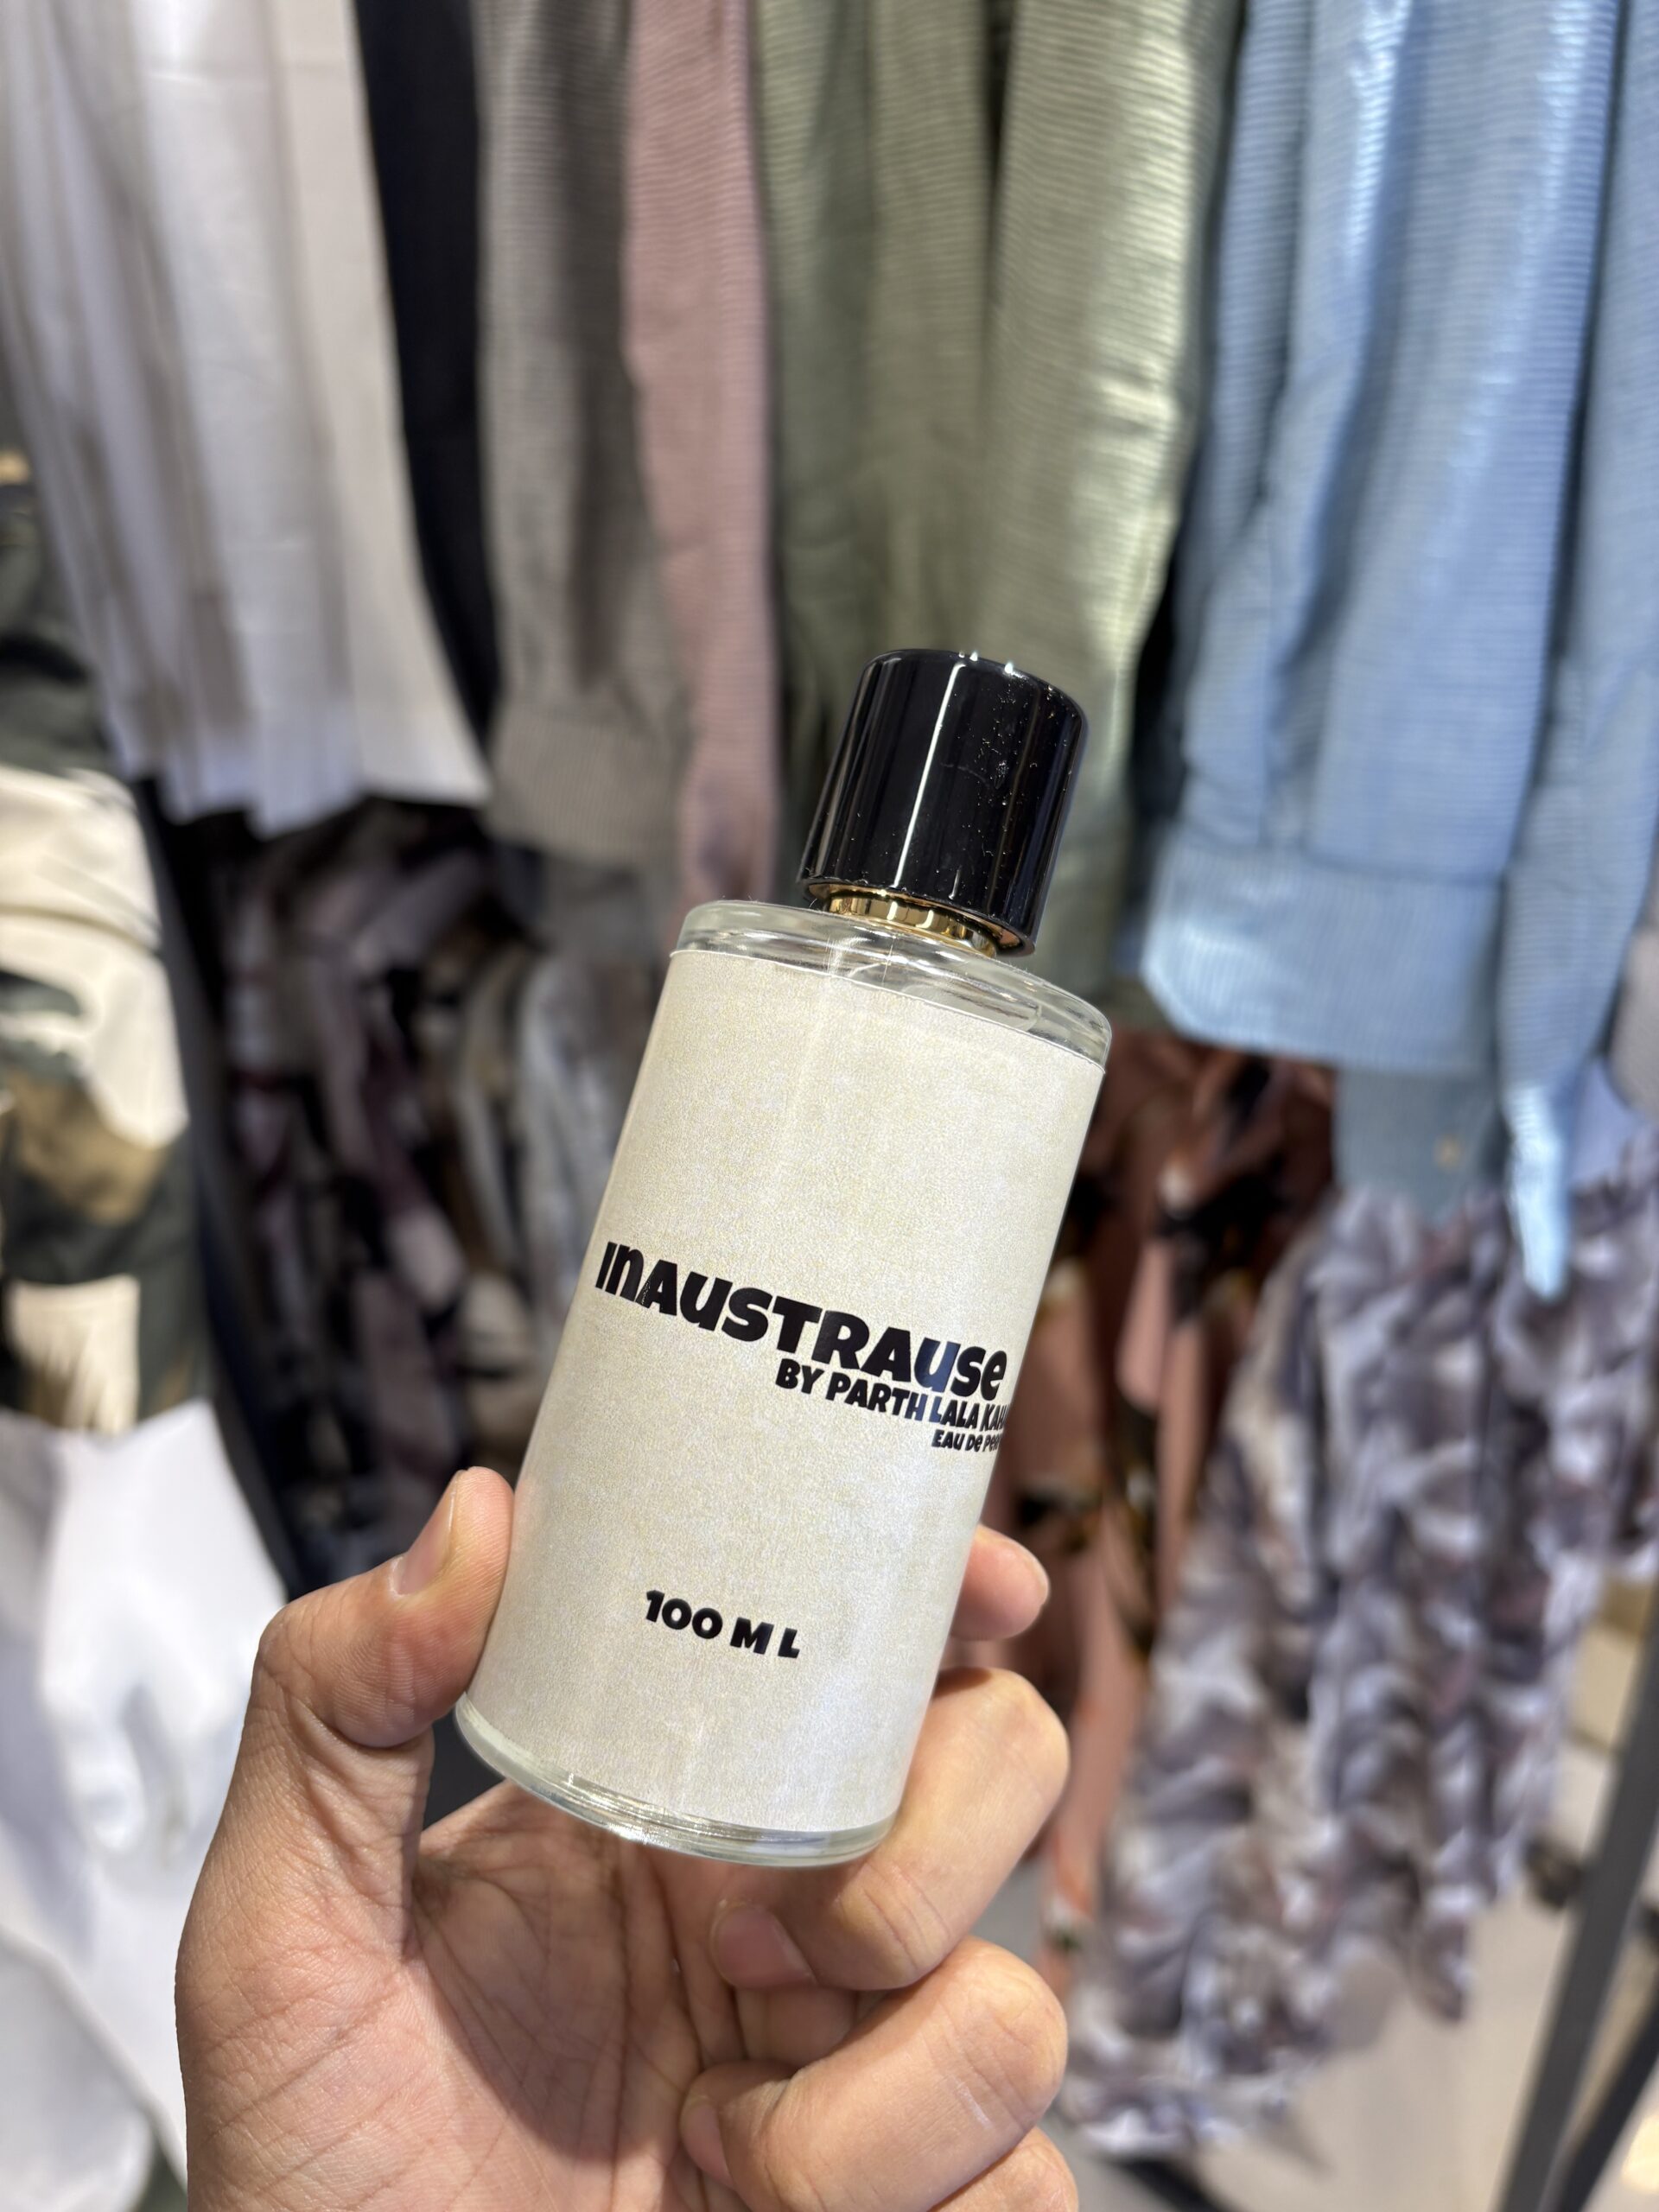 INAUSTRAUSE
BY PARTH LALA
EAU DE
100 ML